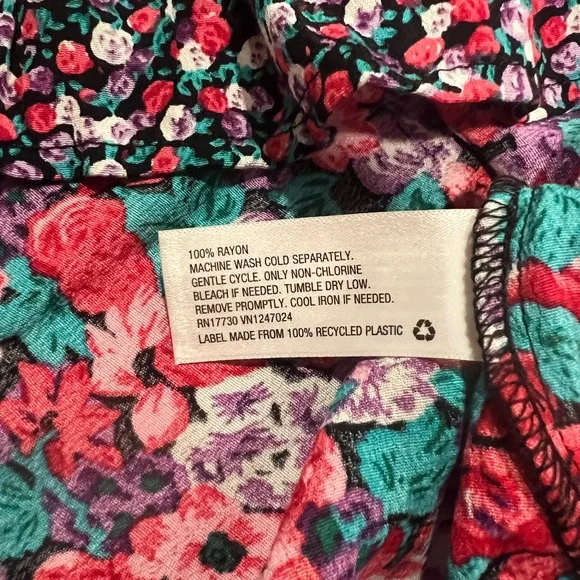 100% RAYON
MACHINE WASH COLD SEPARATELY.
GENTLE CYCLE. ONLY NON-CHLORINE
BLEACH IF NEEDED. TUMBLE DRY LOW.
REMOVE PROMPTLY. COOL IRON IF NEEDED.
RN17730 VN1247024
LABEL MADE FROM 100% RECYCLED PLASTIC